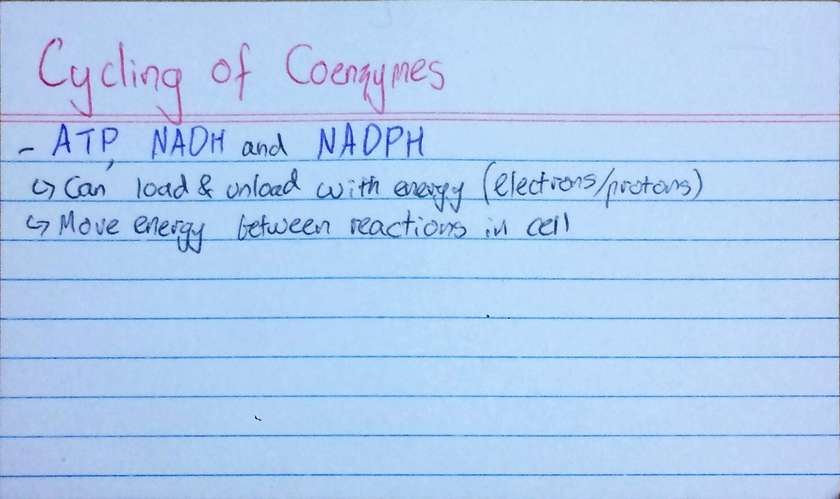 Cycling of Coenzymes
- ATP, NADH and NADPH
↳ Can load & unload with energy (electrons/protons)
↳ Move energy between reactions in cell